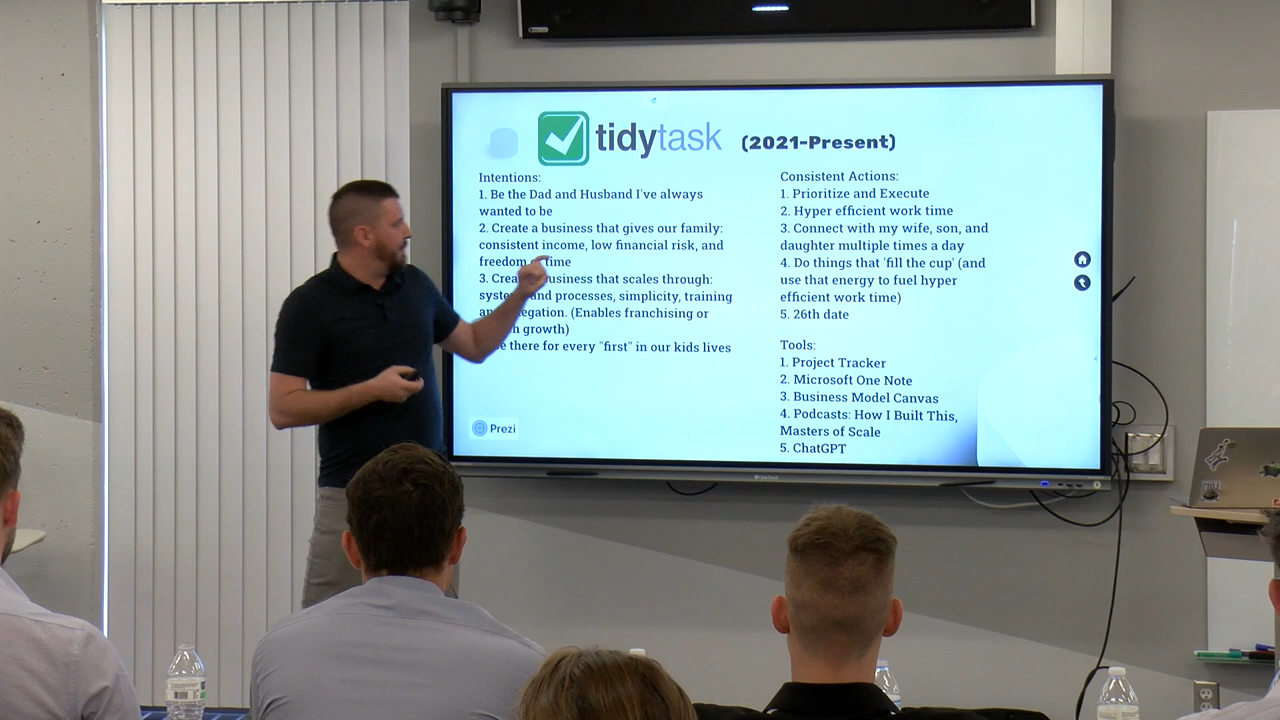 tidytask (2021-Present)
Intentions:
1. Be the Dad and Husband I've always
wanted to be
2. Create a business that gives our family:
consistent income, low financial risk, and
freedom time
3. business that scales through:
and processes, simplicity, training
(Enables franchising or
growth)
there for every "first" in our kids lives
Prezi
Consistent Actions:
1. Prioritize and Execute
2. Hyper efficient work time
3. Connect with my wife, son, and
daughter multiple times a day
4. Do things that 'fill the cup' (and
use that energy to fuel hyper
efficient work time)
5. 26th date
Tools:
1. Project Tracker
2. Microsoft One Note
3. Business Model Canvas
4. Podcasts: How I Built This,
Masters of Scale
5. ChatGPT